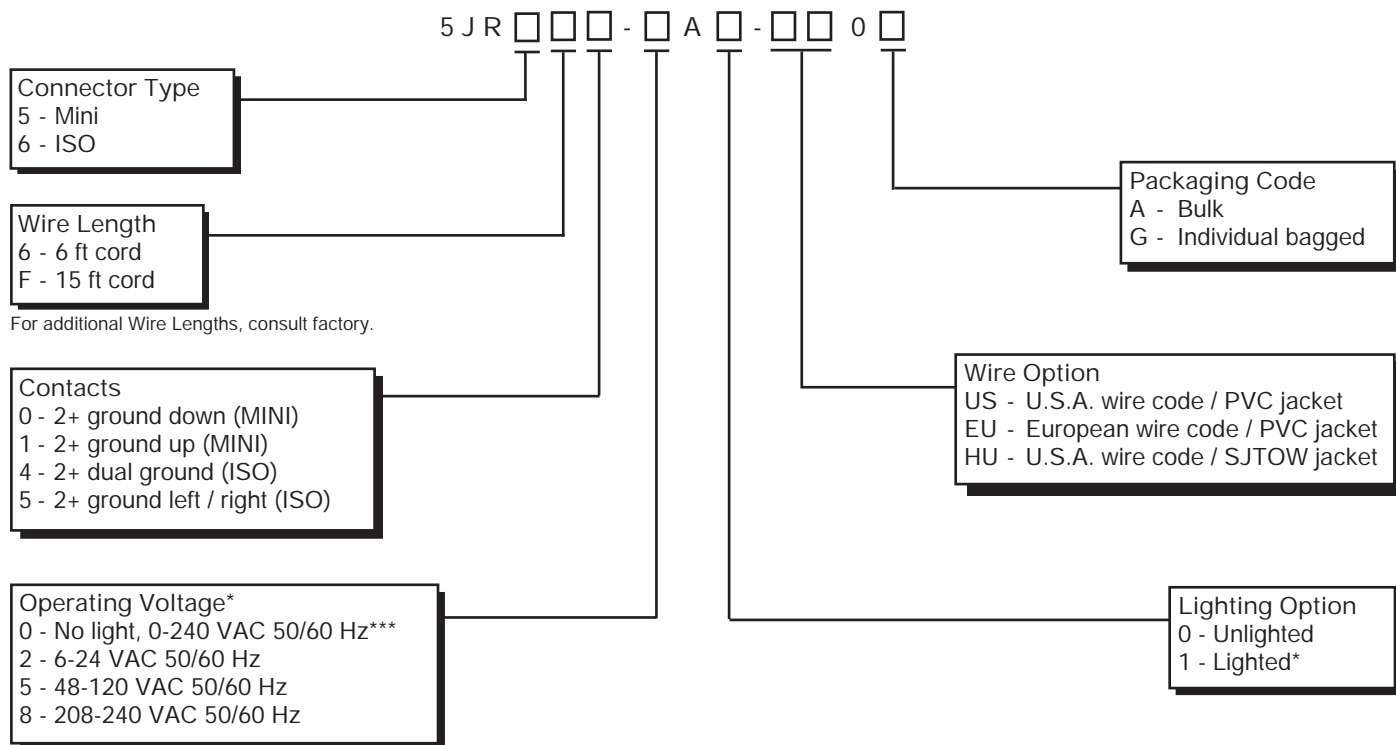 5 J R □ □ □ - □ A □ - □ □ 0 □
Connector Type
5 - Mini
6 - ISO
Wire Length
6 - 6 ft cord
F - 15 ft cord
For additional Wire Lengths, consult factory.
Contacts
0 - 2+ ground down (MINI)
1 - 2+ ground up (MINI)
4 - 2+ dual ground (ISO)
5 - 2+ ground left / right (ISO)
Operating Voltage*
0 - No light, 0-240 VAC 50/60 Hz***
2 - 6-24 VAC 50/60 Hz
5 - 48-120 VAC 50/60 Hz
8 - 208-240 VAC 50/60 Hz
Packaging Code
A - Bulk
G - Individual bagged
Wire Option
US - U.S.A. wire code / PVC jacket
EU - European wire code / PVC jacket
HU - U.S.A. wire code / SJTOW jacket
Lighting Option
0 - Unlighted
1 - Lighted*